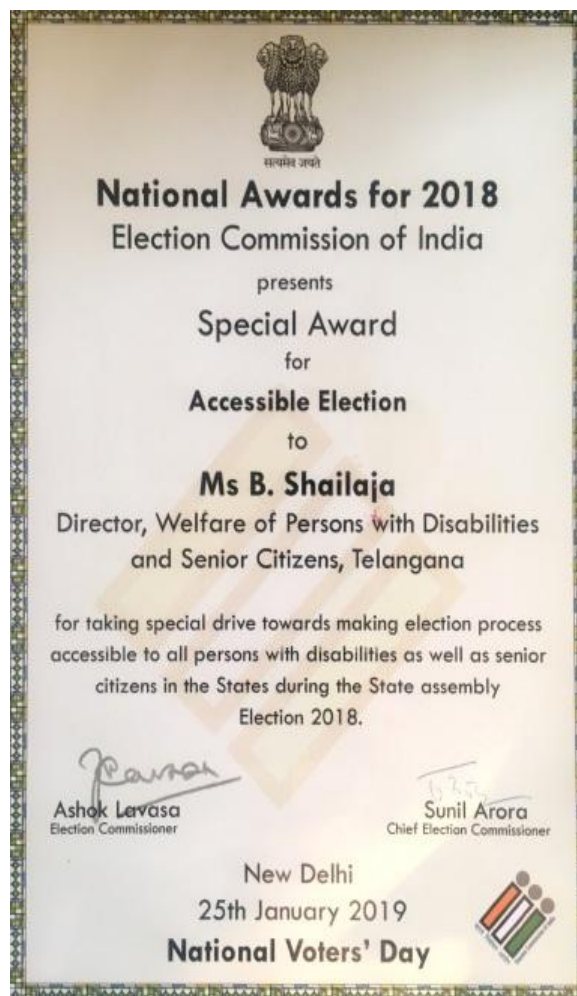 सत्यमेव जयते
National Awards for 2018
Election Commission of India
presents
Special Award
for
Accessible Election
to
Ms B. Shailaja
Director, Welfare of Persons with Disabilities
and Senior Citizens, Telangana
for taking special drive towards making election process
accessible to all persons with disabilities as well as senior
citizens in the States during the State assembly
Election 2018.
Ashok Lavasa
Election Commissioner
Sunil Arora
Chief Election Commissioner
New Delhi
25th January 2019
National Voters' Day